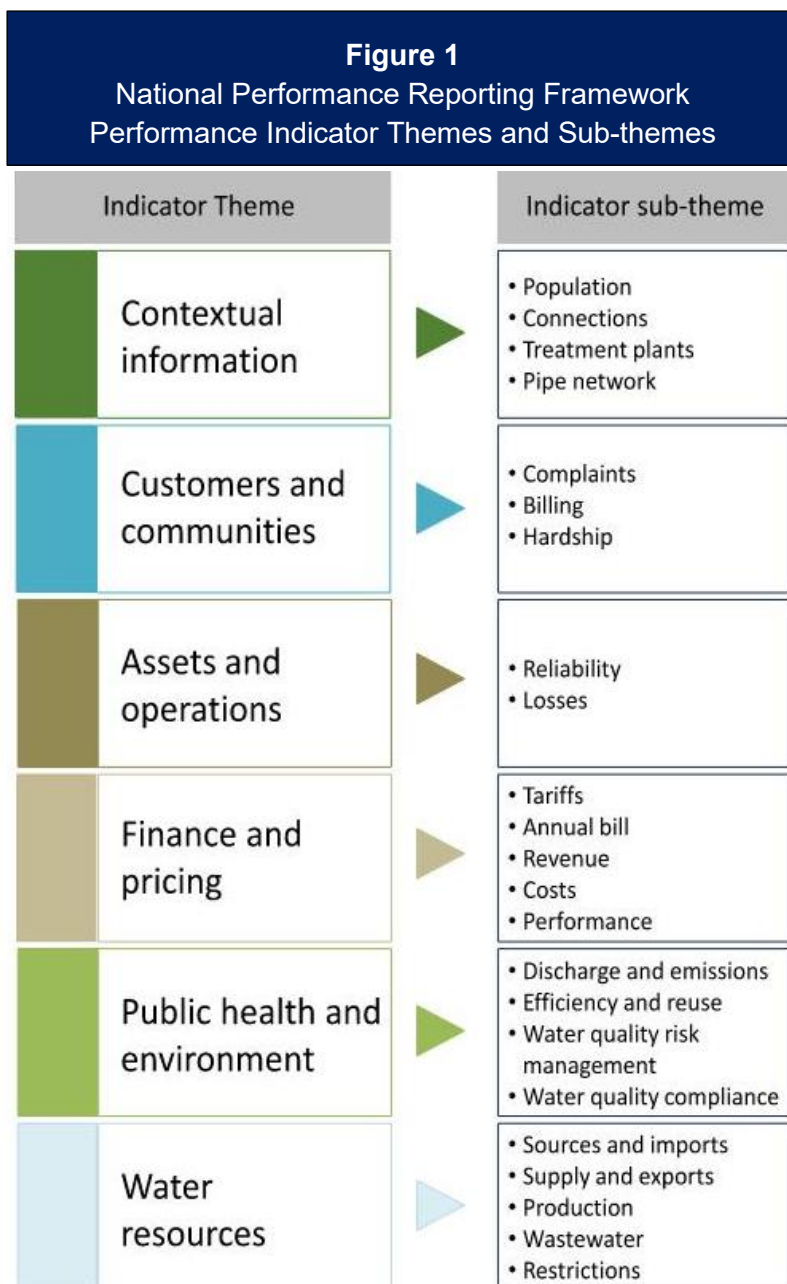 Figure 1
National Performance Reporting Framework
Performance Indicator Themes and Sub-themes
Indicator Theme
Indicator sub-theme
Contextual
information
• Population
• Connections
• Treatment plants
• Pipe network
Customers and
communities
• Complaints
• Billing
• Hardship
Assets and
operations
• Reliability
• Losses
Finance and
pricing
• Tariffs
• Annual bill
• Revenue
• Costs
• Performance
Public health and
environment
• Discharge and emissions
• Efficiency and reuse
• Water quality risk
management
• Water quality compliance
Water
resources
• Sources and imports
• Supply and exports
• Production
• Wastewater
• Restrictions